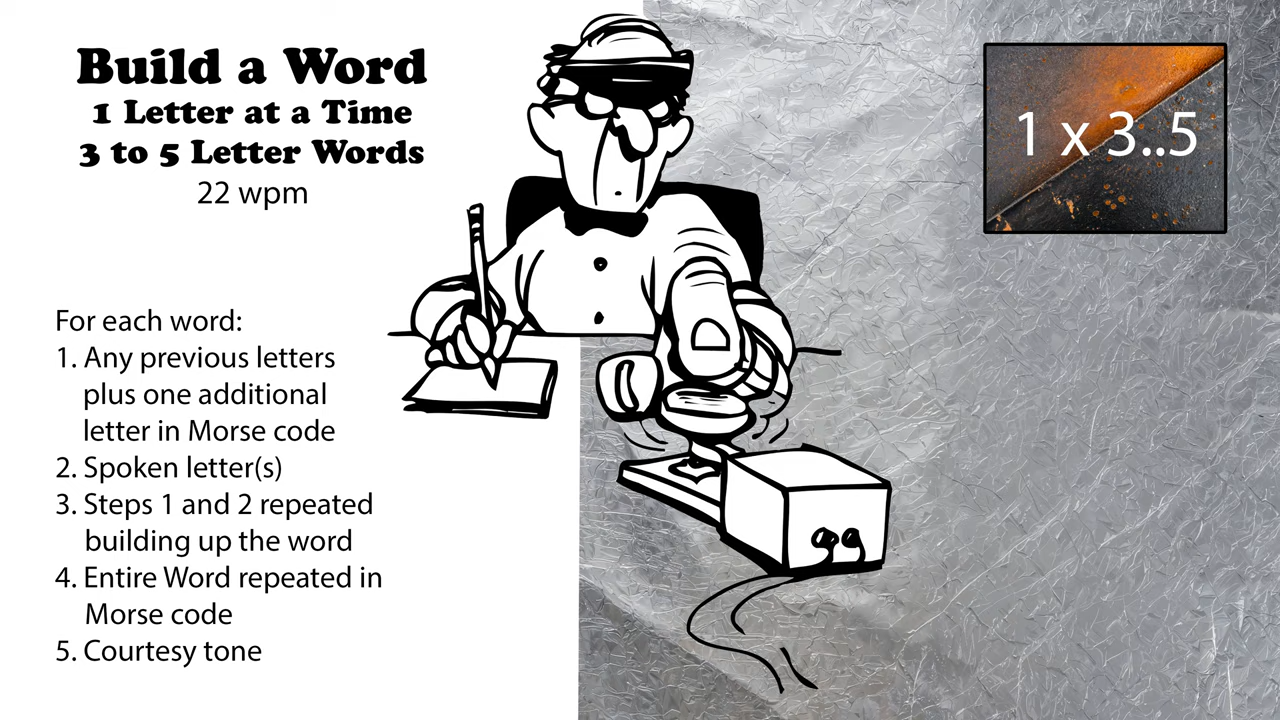 Build a Word
1 Letter at a Time
3 to 5 Letter Words
22 wpm
1 x 3..5
For each word:
1. Any previous letters
plus one additional
letter in Morse code
2. Spoken letter(s)
3. Steps 1 and 2 repeated
building up the word
4. Entire Word repeated in
Morse code
5. Courtesy tone